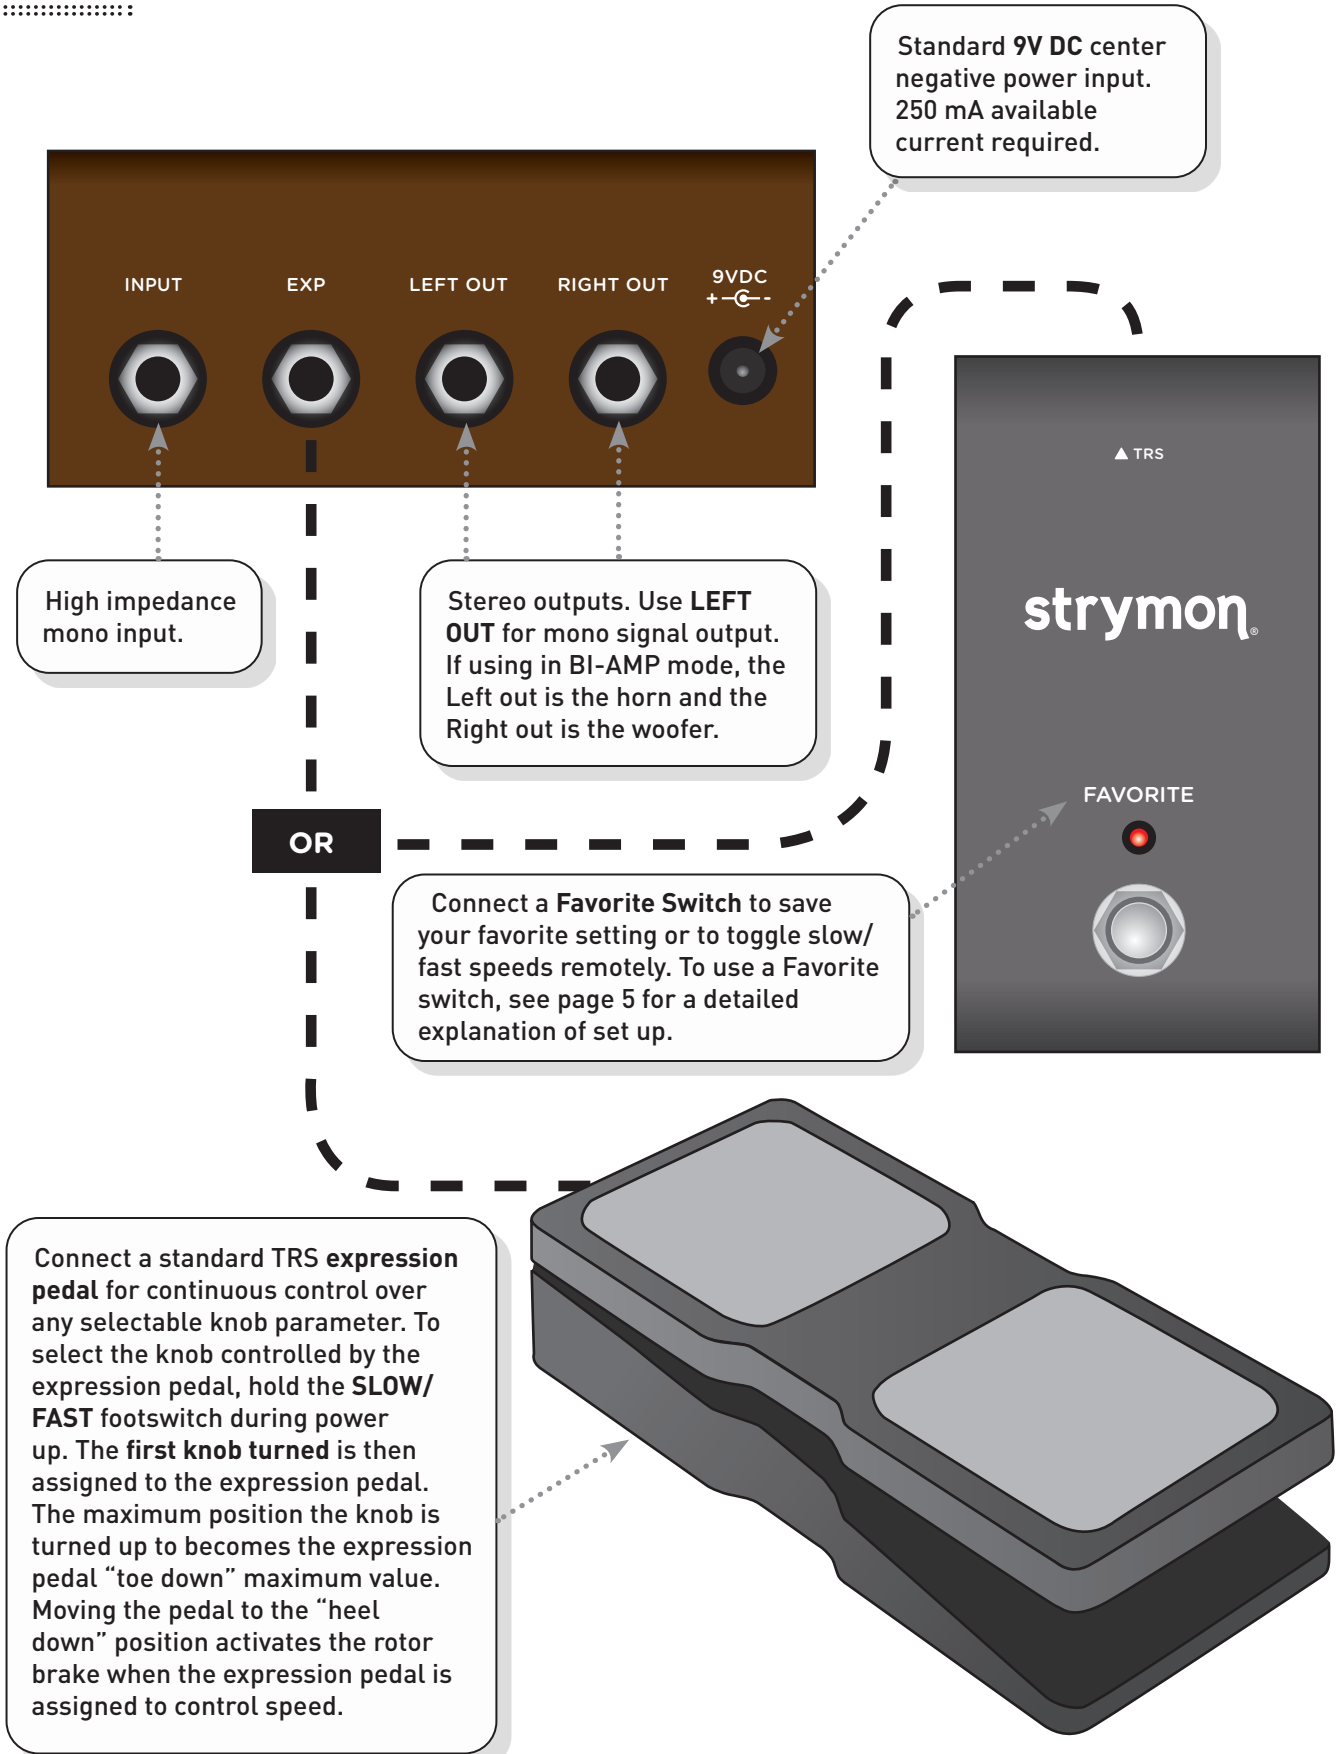 Standard 9V DC center
negative power input.
250 mA available
current required.
INPUT
EXP
LEFT OUT
RIGHT OUT
9VDC
+ -
▲ TRS
High impedance
mono input.
Stereo outputs. Use LEFT
OUT for mono signal output.
If using in BI-AMP mode, the
Left out is the horn and the
Right out is the woofer.
strymon®
FAVORITE
OR
Connect a Favorite Switch to save
your favorite setting or to toggle slow/
fast speeds remotely. To use a Favorite
switch, see page 5 for a detailed
explanation of set up.
Connect a standard TRS expression
pedal for continuous control over
any selectable knob parameter. To
select the knob controlled by the
expression pedal, hold the SLOW/
FAST footswitch during power
up. The first knob turned is then
assigned to the expression pedal.
The maximum position the knob is
turned up to becomes the expression
pedal “toe down” maximum value.
Moving the pedal to the “heel
down” position activates the rotor
brake when the expression pedal is
assigned to control speed.